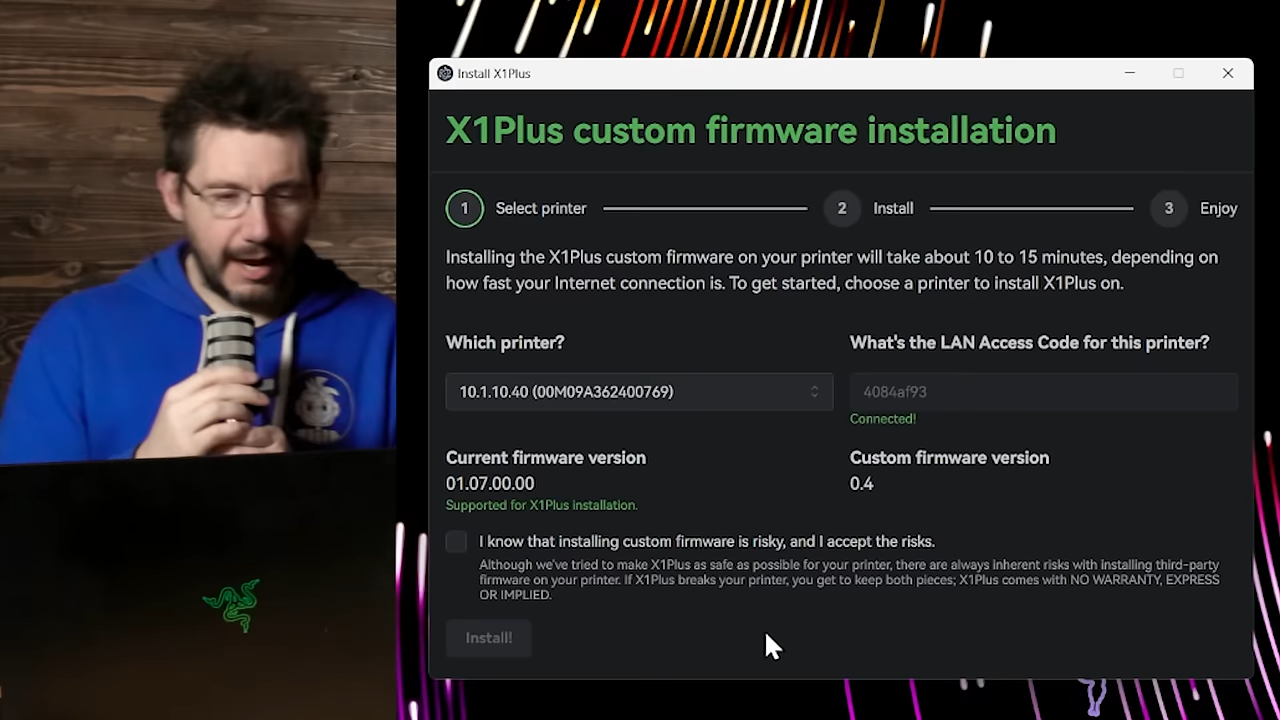 Install X1Plus
X1Plus custom firmware installation
1 Select printer 2 Install 3 Enjoy
Installing the X1Plus custom firmware on your printer will take about 10 to 15 minutes, depending on
how fast your Internet connection is. To get started, choose a printer to install X1Plus on.
Which printer? What's the LAN Access Code for this printer?
10.1.10.40 (00M09A362400769) 4084af93
Connected!
Current firmware version Custom firmware version
01.07.00.00 0.4
Supported for X1Plus installation.
I know that installing custom firmware is risky, and I accept the risks.
Although we've tried to make X1Plus as safe as possible for your printer, there are always inherent risks with installing third-party
firmware on your printer. If X1Plus breaks your printer, you get to keep both pieces; X1Plus comes with NO WARRANTY, EXPRESS
OR IMPLIED.
Install!